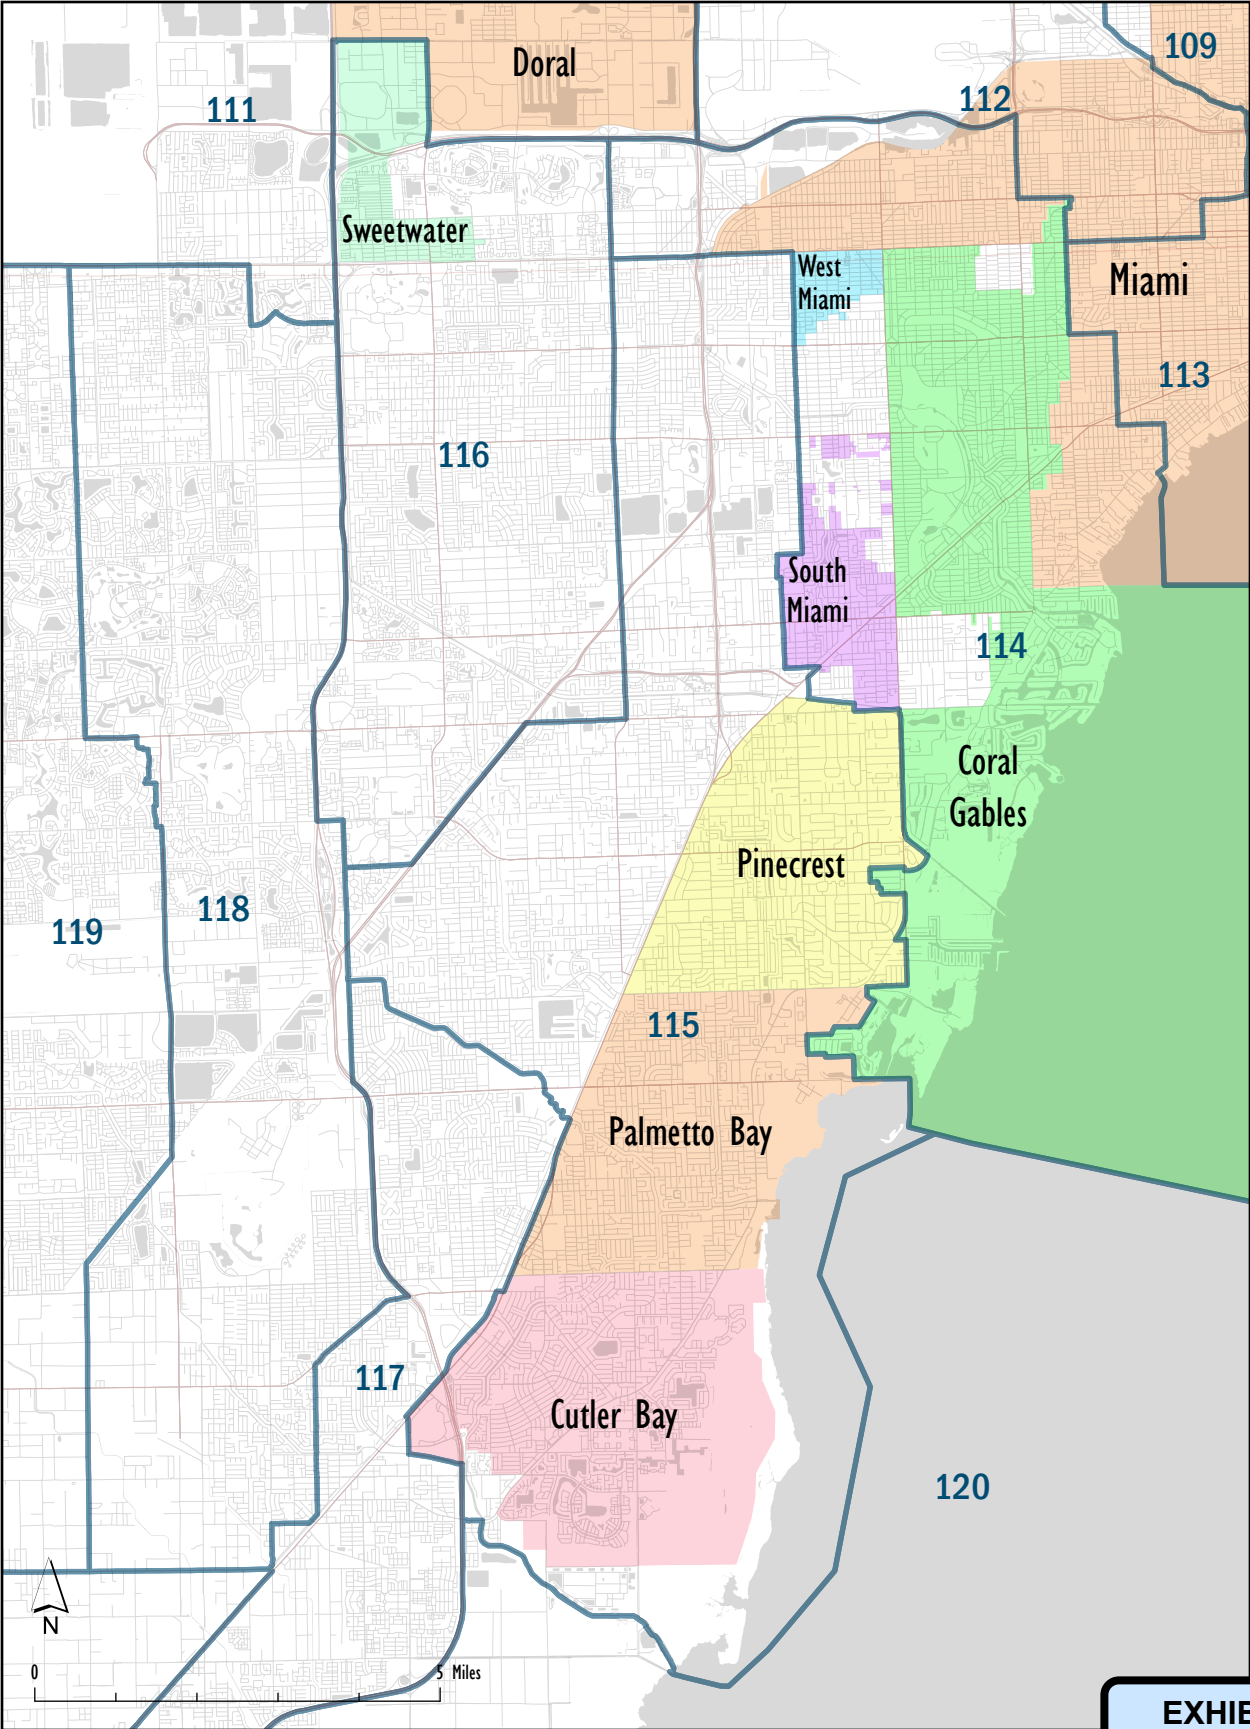 109
Doral
112
111
Sweetwater
West
Miami
Miami
113
116
South
Miami
114
Coral
Gables
Pinecrest
118
119
115
Palmetto Bay
117
Cutler Bay
120
N
0
5 Miles